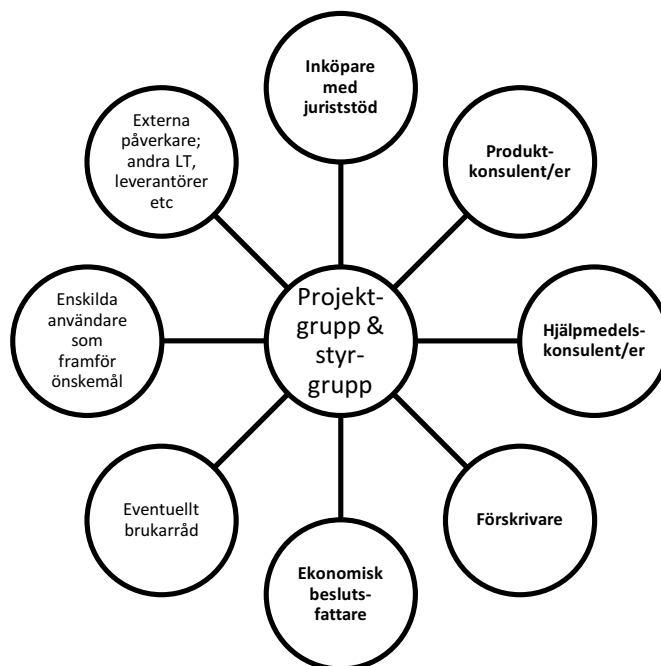 Inköpare
med
juriststöd
Produkt-
konsulent/er
Hjälpmedels-
konsulent/er
Förskrivare
Ekonomisk
besluts-
fattare
Eventuellt
brukarråd
Enskilda
användare
som
framför
önskemål
Externa
påverkare;
andra LT,
leverantörer
etc
Projekt-
grupp &
styr-
grupp